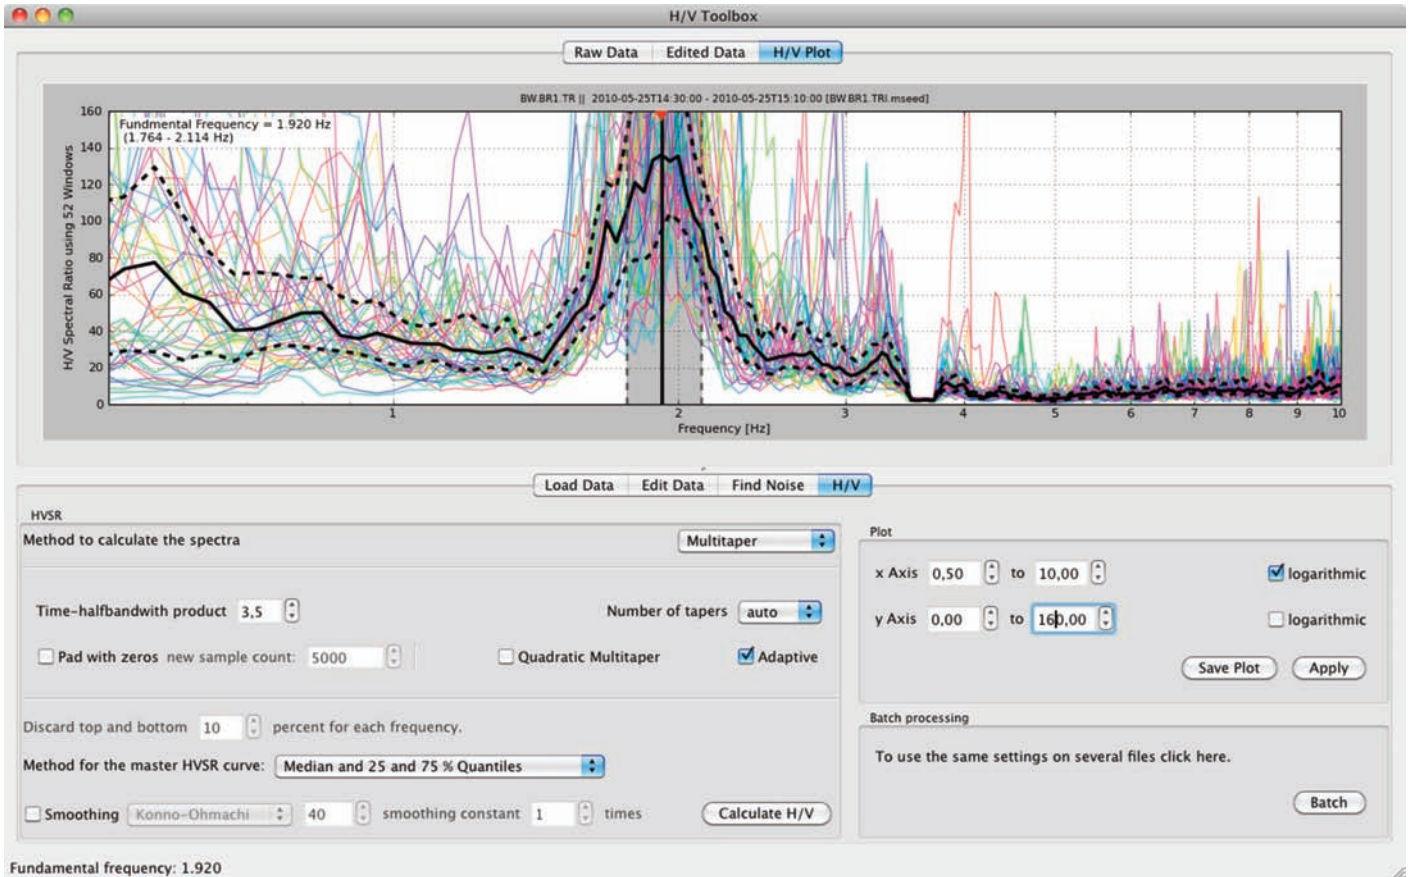 H/V Toolbox
Raw Data Edited Data H/V Plot
BW.BR1.TR || 2010-05-25T14:30:00 - 2010-05-25T15:10:00 [BW.BR1.TRI.mseed]
Fundmental Frequency = 1.920 Hz
(1.764 - 2.114 Hz)
H/V Spectral Ratio using 52 Windows
160
140
120
100
80
60
40
20
0
1 2 3 4 5 6 7 8 9 10
Frequency [Hz]
Load Data Edit Data Find Noise H/V
HVSR
Method to calculate the spectra Multitaper
Time-halfbandwith product 3,5 Number of tapers auto
Pad with zeros new sample count: 5000 Quadratic Multitaper Adaptive
Discard top and bottom 10 percent for each frequency.
Method for the master HVSR curve: Median and 25 and 75 % Quantiles
Smoothing Konno-Ohmachi 40 smoothing constant 1 times Calculate H/V
Plot
x Axis 0,50 to 10,00 logarithmic
y Axis 0,00 to 160,00 logarithmic
Save Plot Apply
Batch processing
To use the same settings on several files click here.
Batch
Fundamental frequency: 1.920